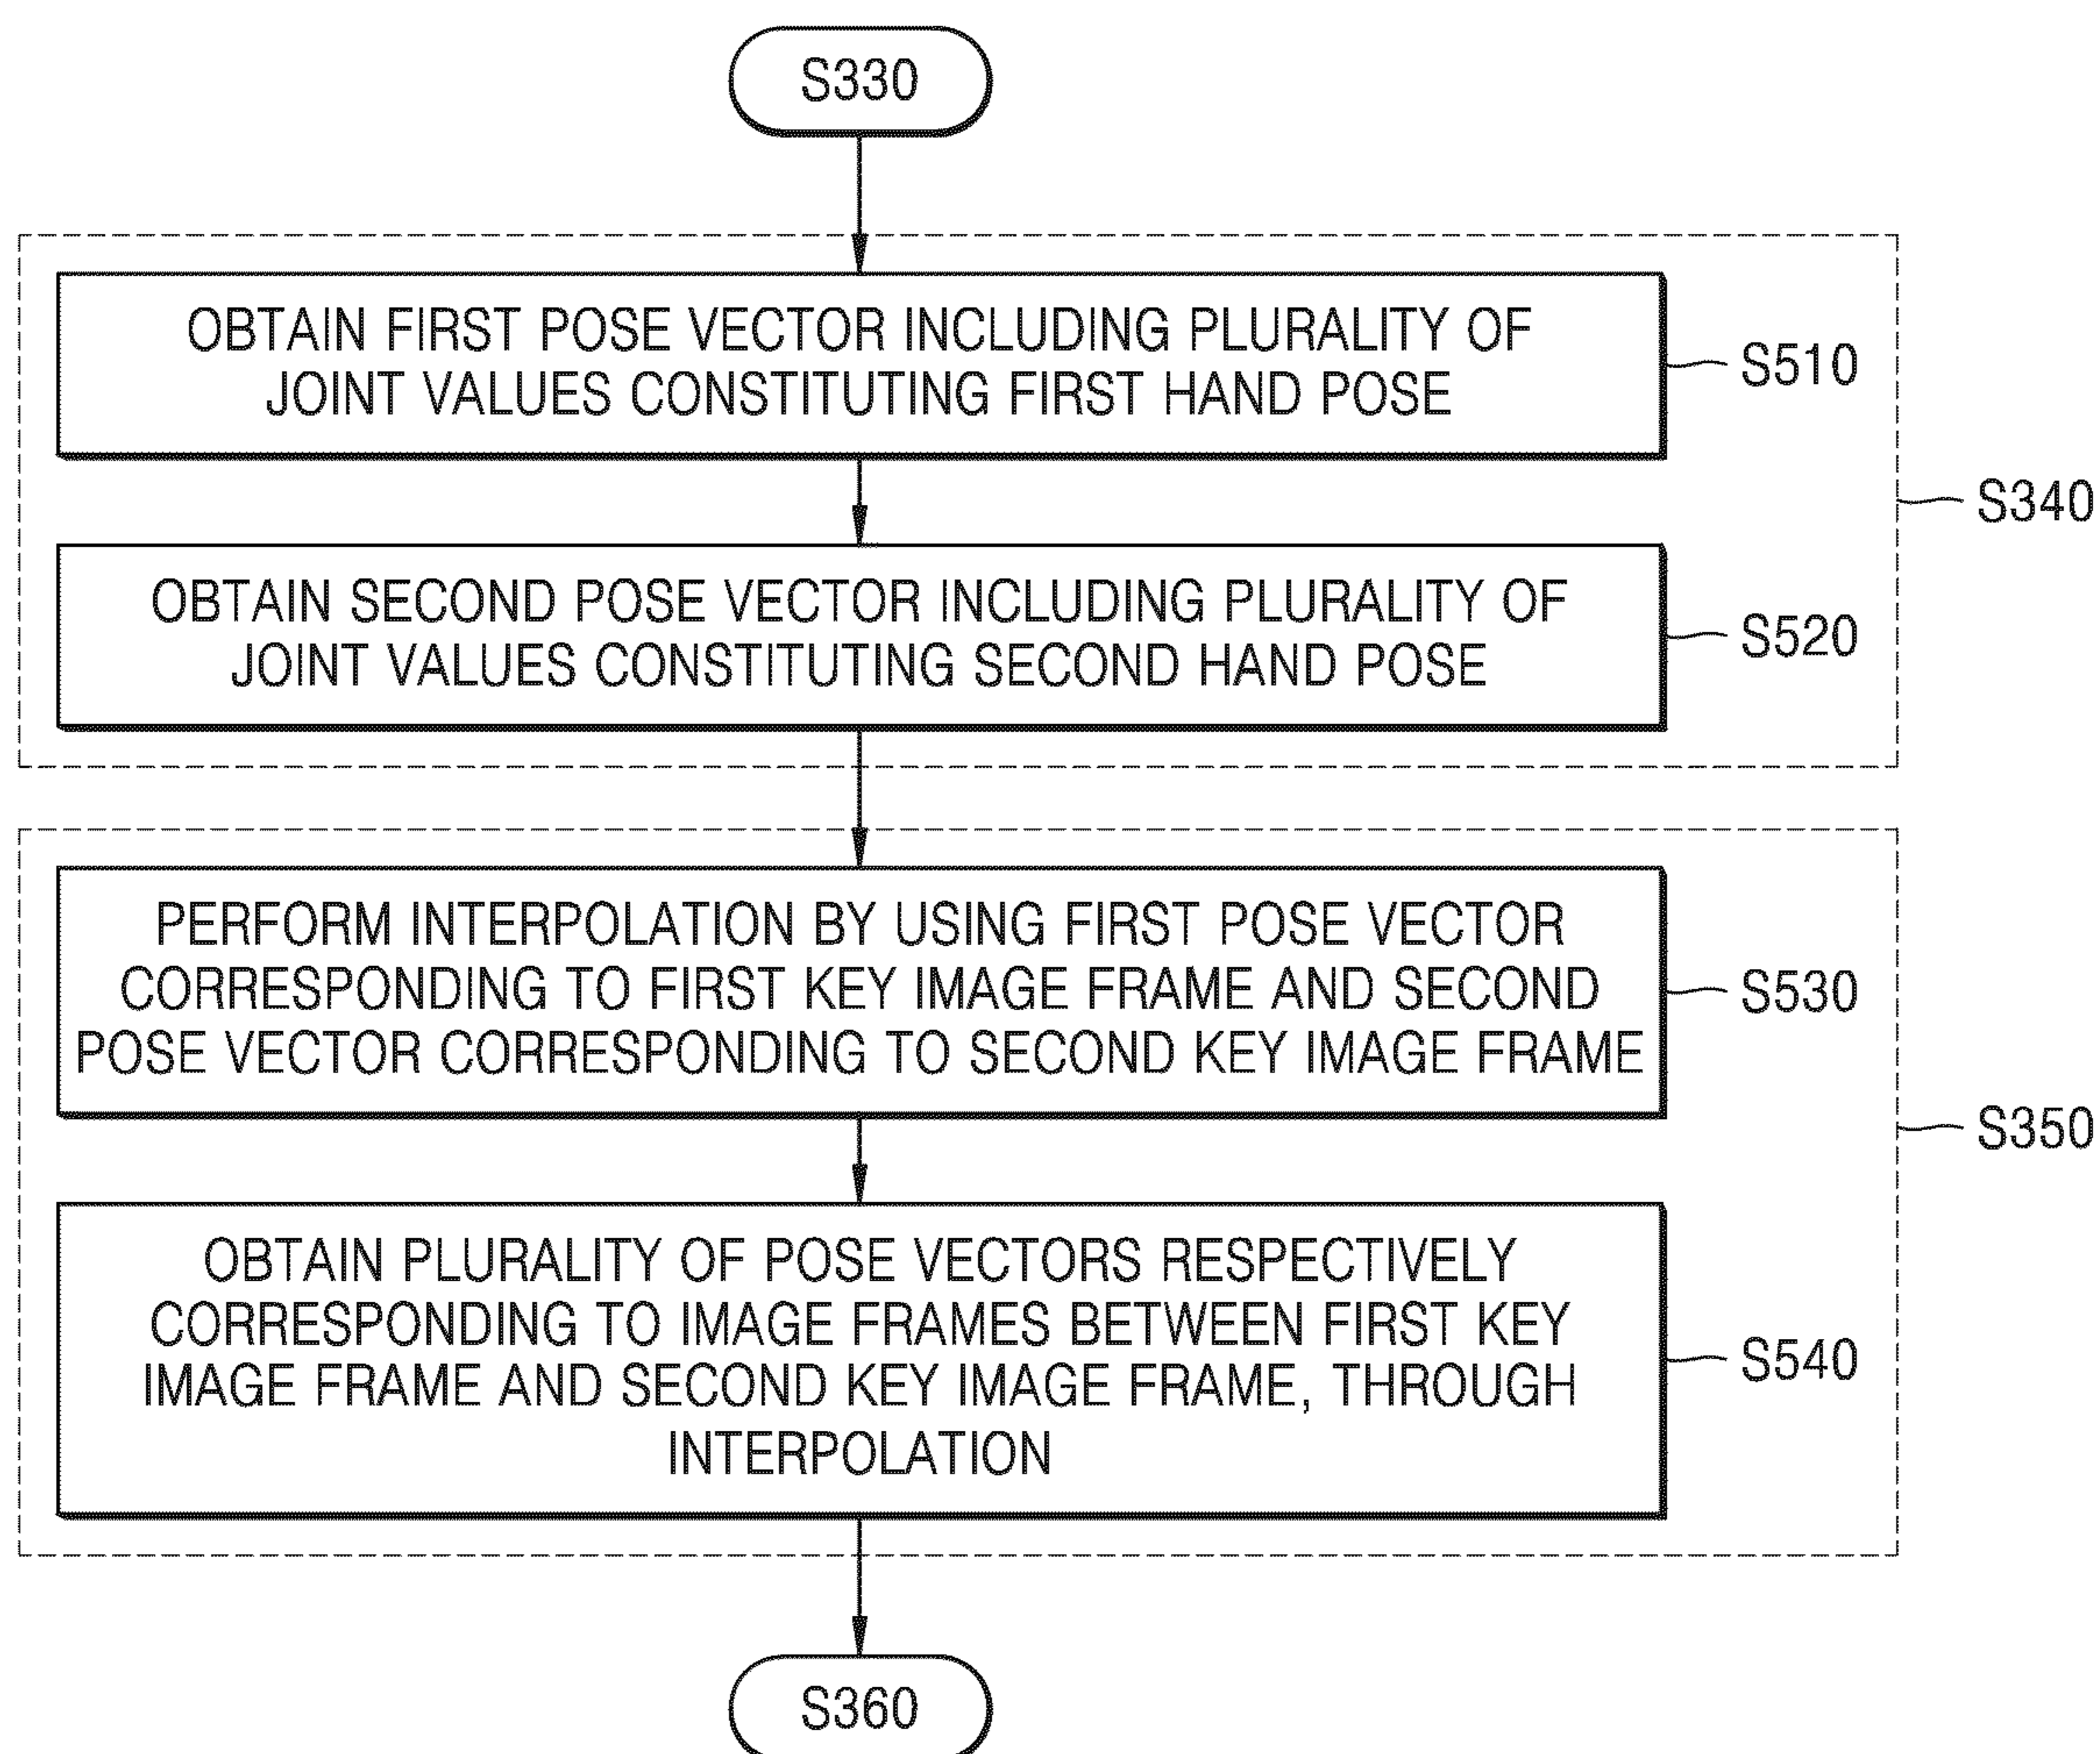 S330
OBTAIN FIRST POSE VECTOR INCLUDING PLURALITY OF
JOINT VALUES CONSTITUTING FIRST HAND POSE
S510
S340
OBTAIN SECOND POSE VECTOR INCLUDING PLURALITY OF
JOINT VALUES CONSTITUTING SECOND HAND POSE
S520
PERFORM INTERPOLATION BY USING FIRST POSE VECTOR
CORRESPONDING TO FIRST KEY IMAGE FRAME AND SECOND
POSE VECTOR CORRESPONDING TO SECOND KEY IMAGE FRAME
S530
S350
OBTAIN PLURALITY OF POSE VECTORS RESPECTIVELY
CORRESPONDING TO IMAGE FRAMES BETWEEN FIRST KEY
IMAGE FRAME AND SECOND KEY IMAGE FRAME, THROUGH
INTERPOLATION
S540
S360